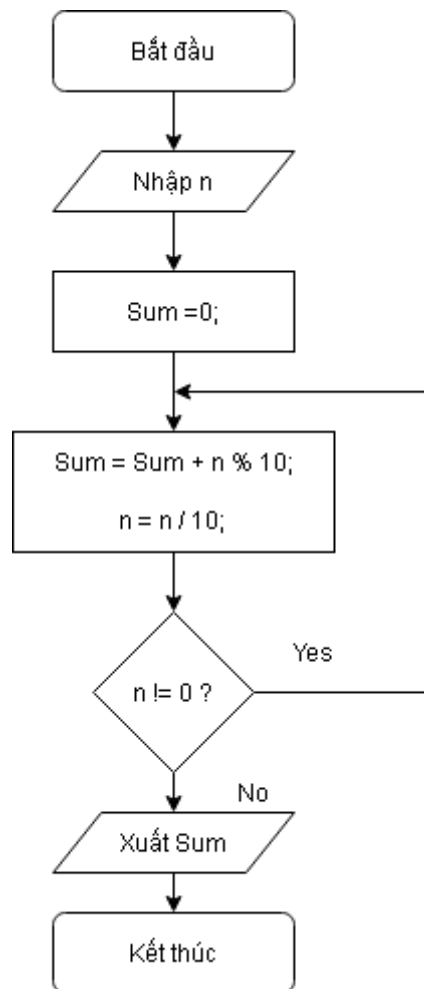 Bắt đầu
Nhập n
Sum =0;
Sum = Sum + n % 10;
n = n / 10;
n != 0 ?
Yes
No
Xuất Sum
Kết thúc